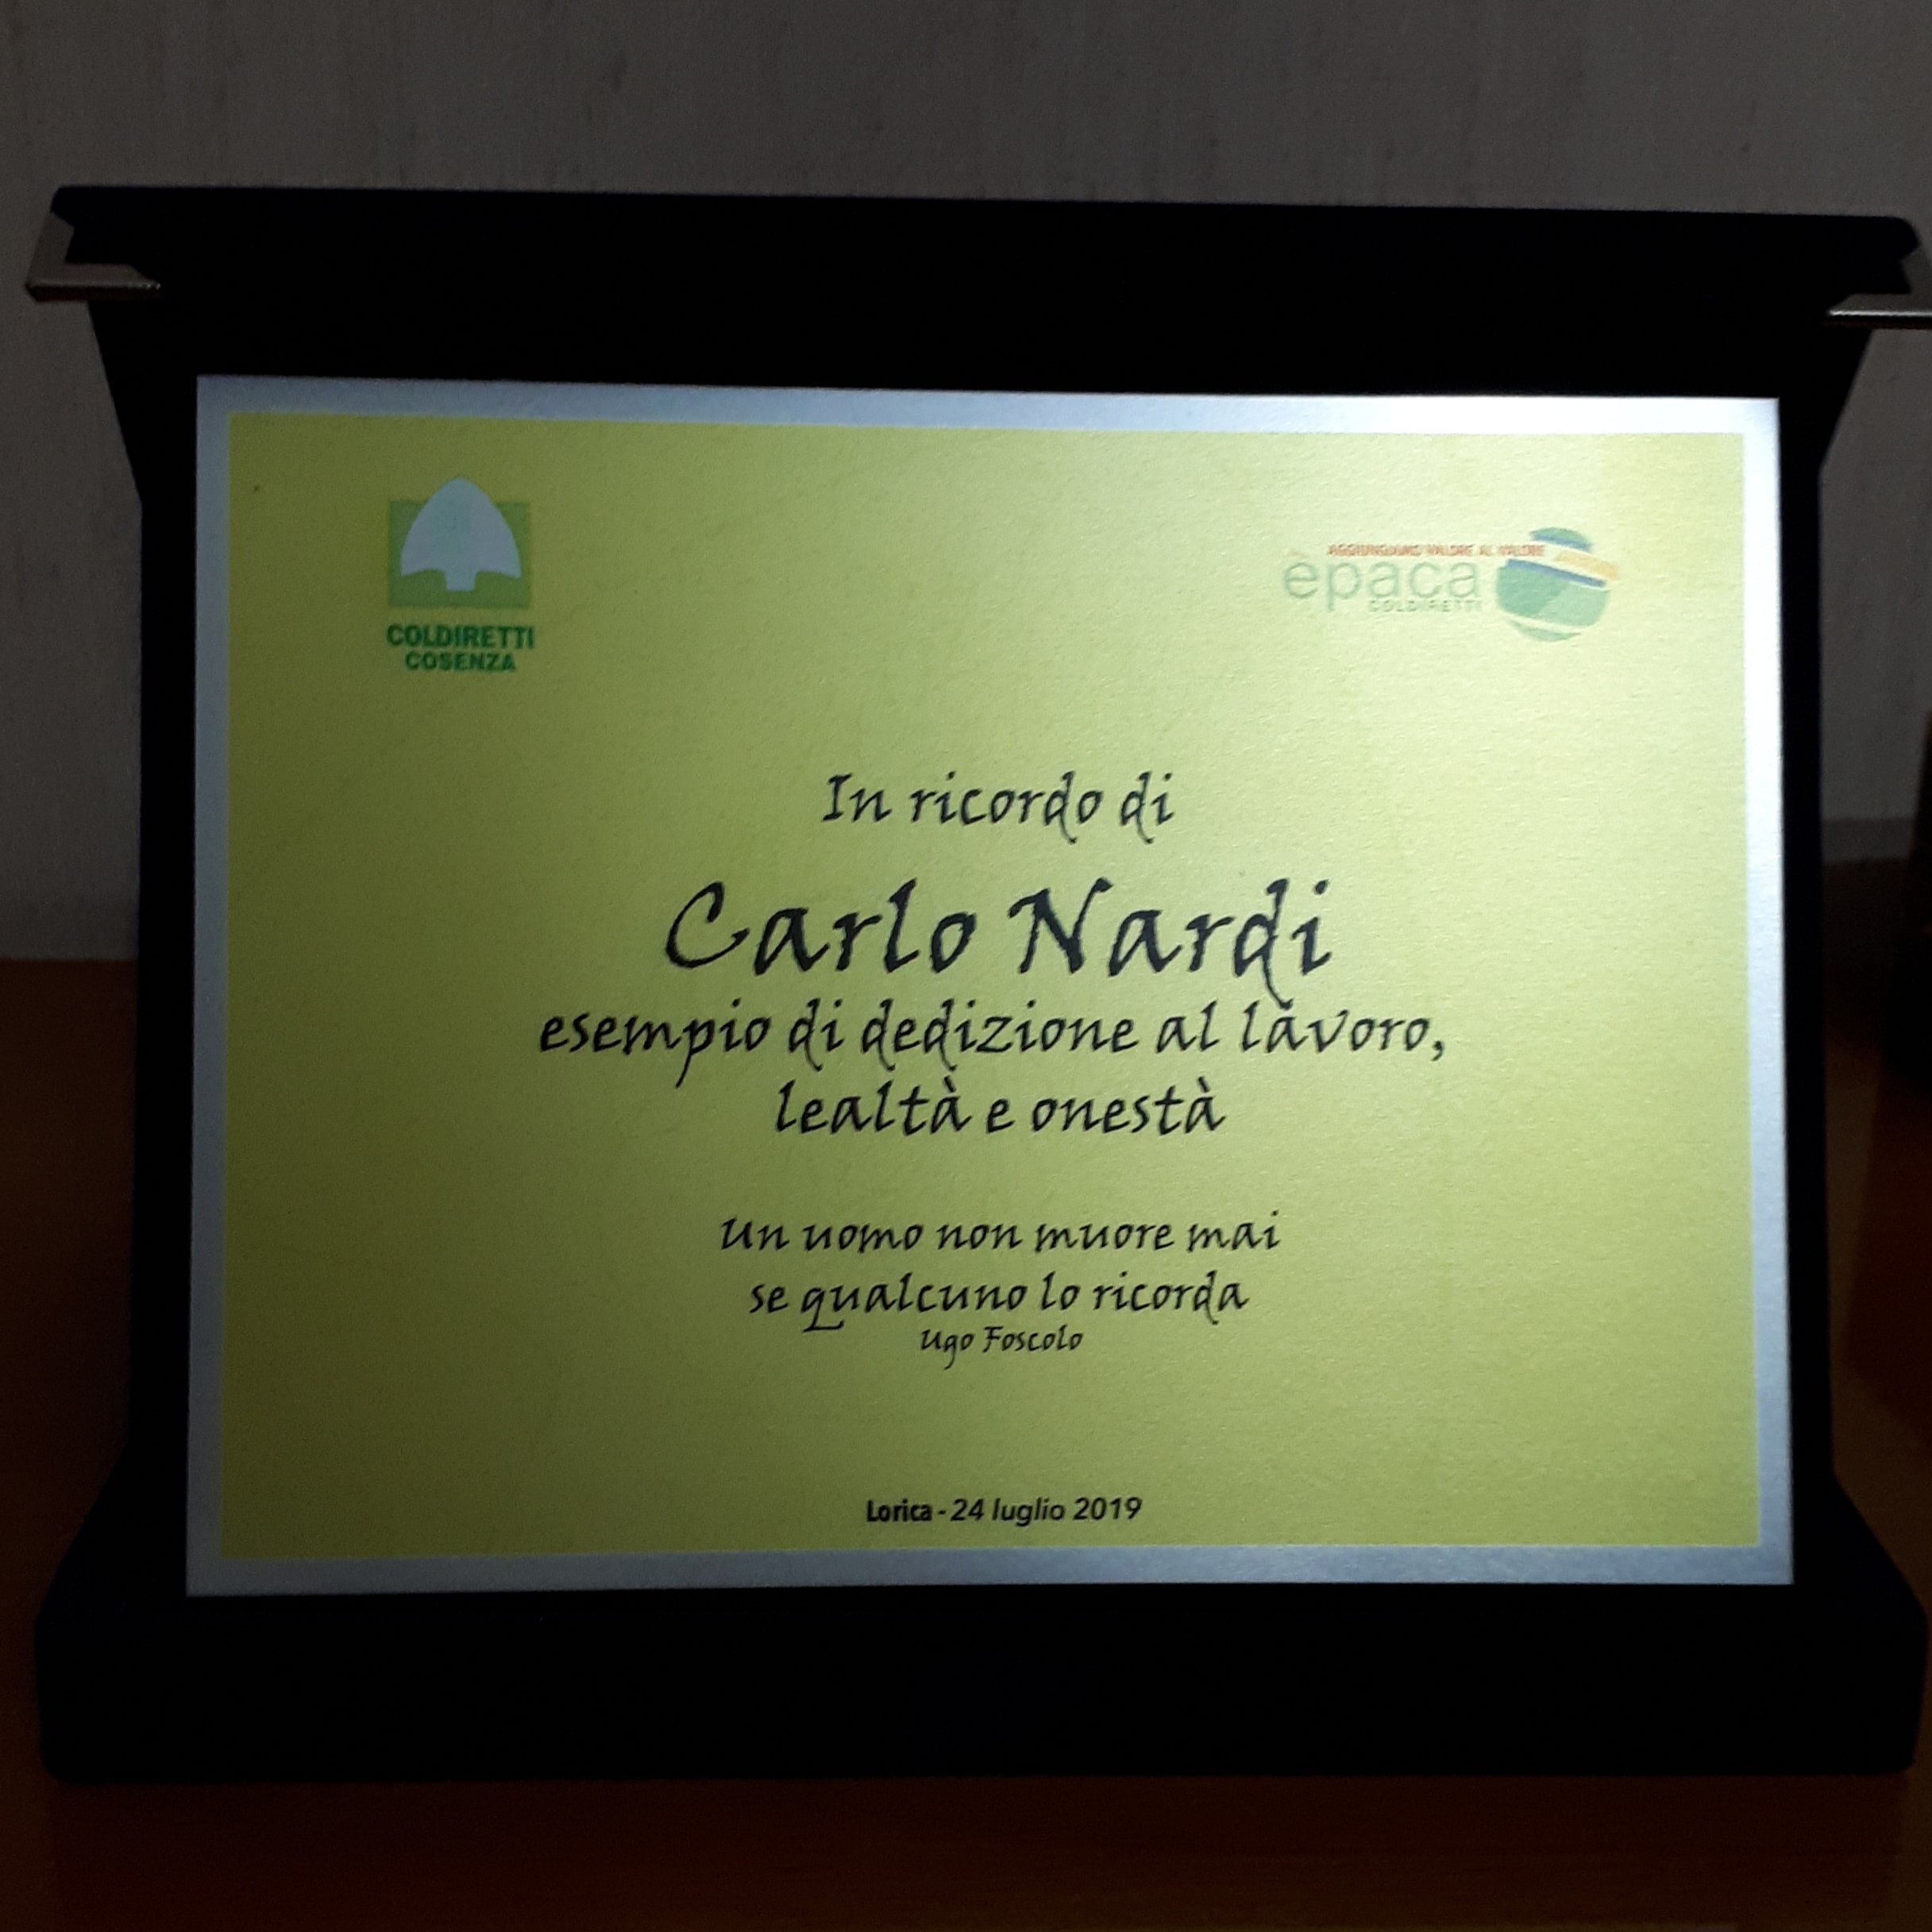 COLDIRETTI
COSENZA
AGGIUNGIAMO VALORE AL VALORE
èpaca
COLDIRETTI
In ricordo di
Carlo Nardi
esempio di dedizione al lavoro,
lealtà e onestà
Un uomo non muore mai
se qualcuno lo ricorda
Ugo Foscolo
Lorica - 24 luglio 2019